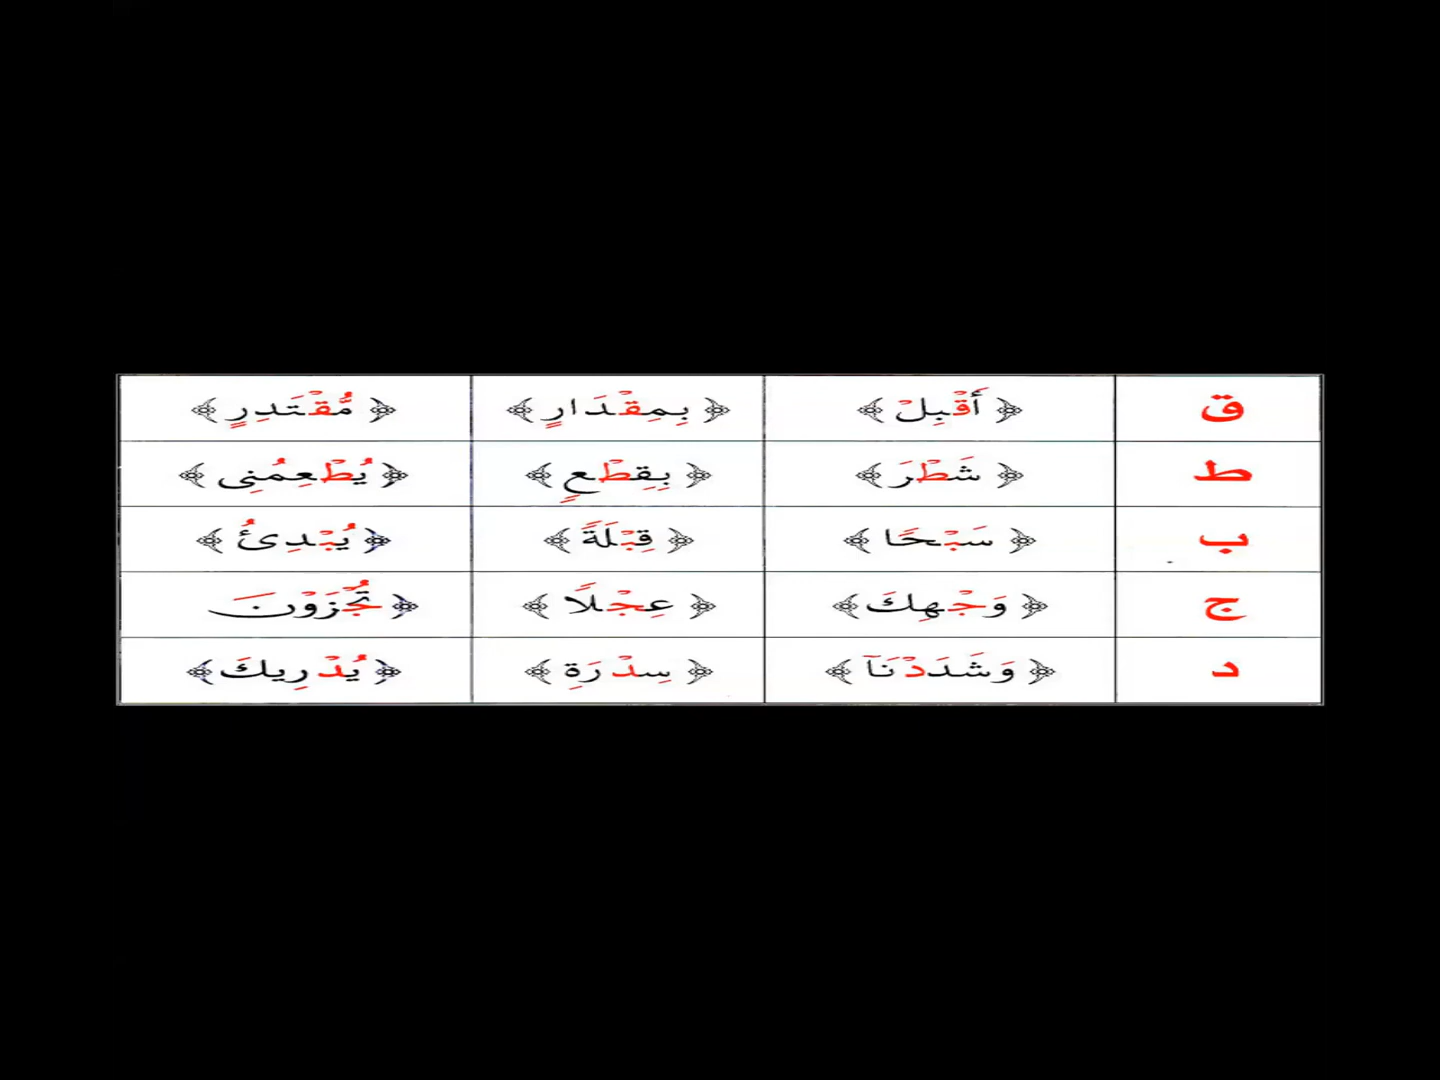 ق ﴿أَقْبِلْ﴾ ﴿بِمِقْدَارٍ﴾ ﴿مُّقْتَدِرٍ﴾
ط ﴿شَطْرَ﴾ ﴿بِقِطْعٍ﴾ ﴿يُطْعِمُنِى﴾
ب ﴿سَبْحًا﴾ ﴿قِبْلَةً﴾ ﴿يُبْدِئُ﴾
ج ﴿وَجْهِكَ﴾ ﴿عِجْلًا﴾ ﴿تُجْزَوْنَ
د ﴿وَشَدَدْنَآ﴾ ﴿سِدْرَةِ﴾ ﴿يُدْرِيكَ﴾